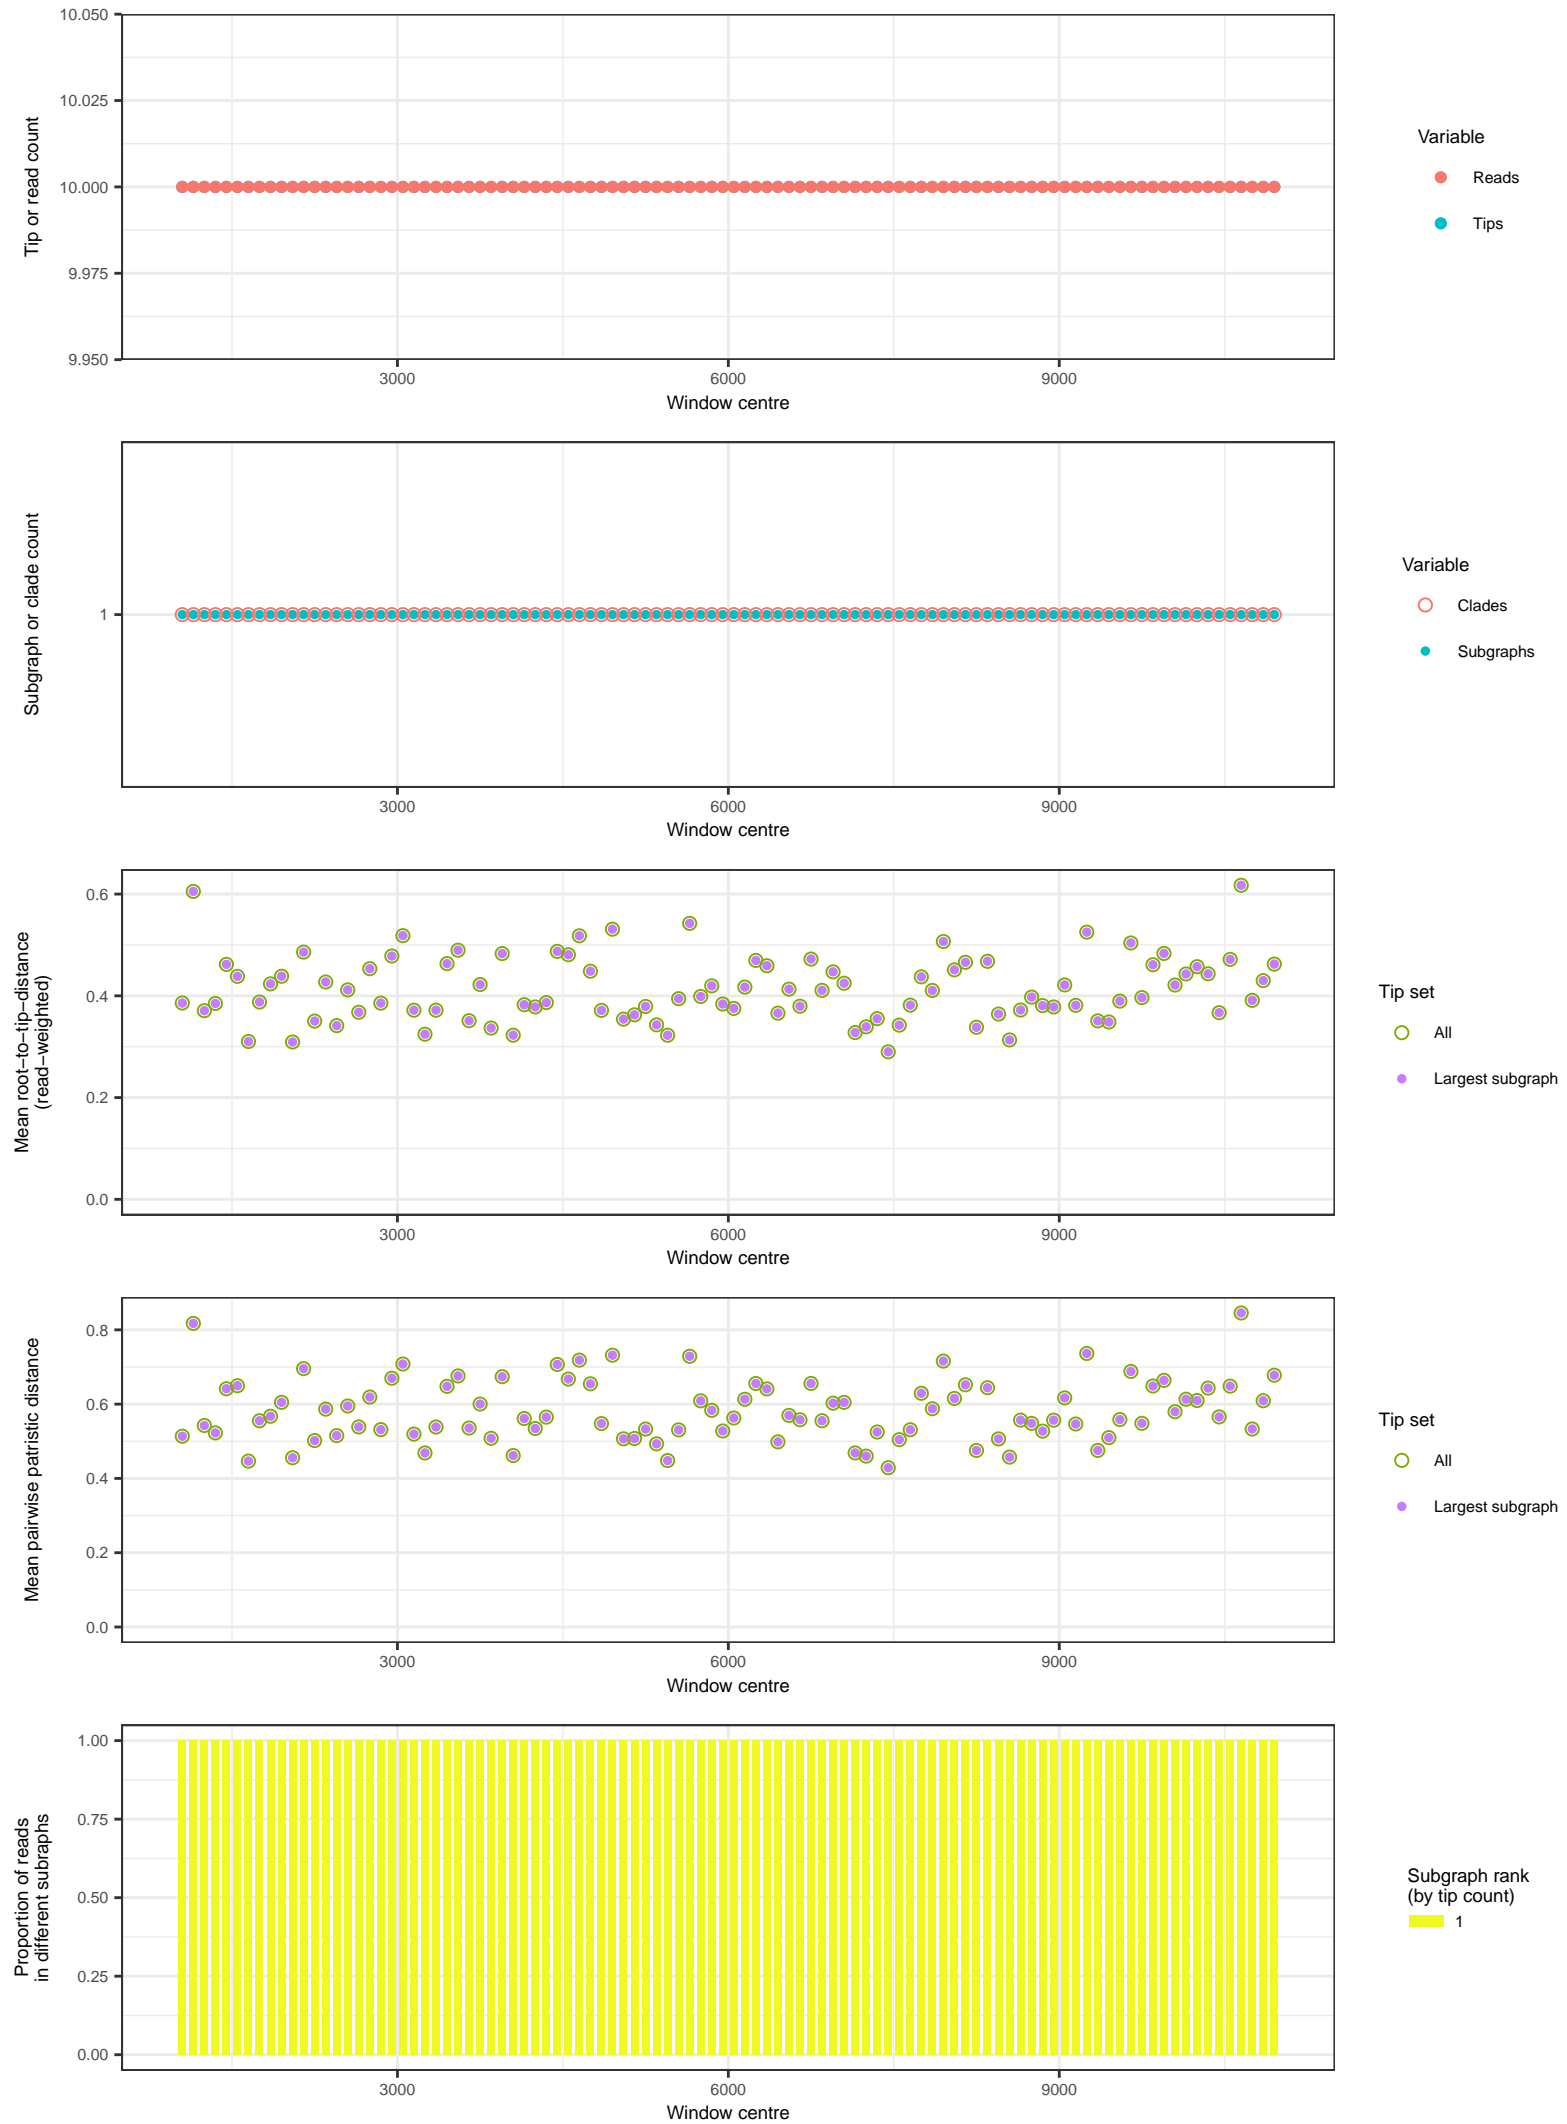 10.050
10.025
10.000
9.975
9.950
Tip or read count
3000
6000
9000
Window centre
Variable
Reads
Tips
1
Subgraph or clade count
3000
6000
9000
Window centre
Variable
Clades
Subgraphs
0.6
0.4
0.2
0.0
Mean root−to−tip−distance
(read−weighted)
3000
6000
9000
Window centre
Tip set
All
Largest subgraph
0.8
0.6
0.4
0.2
0.0
Mean pairwise patristic distance
3000
6000
9000
Window centre
Tip set
All
Largest subgraph
1.00
0.75
0.50
0.25
0.00
Proportion of reads
in different subraphs
3000
6000
9000
Window centre
Subgraph rank
(by tip count)
1